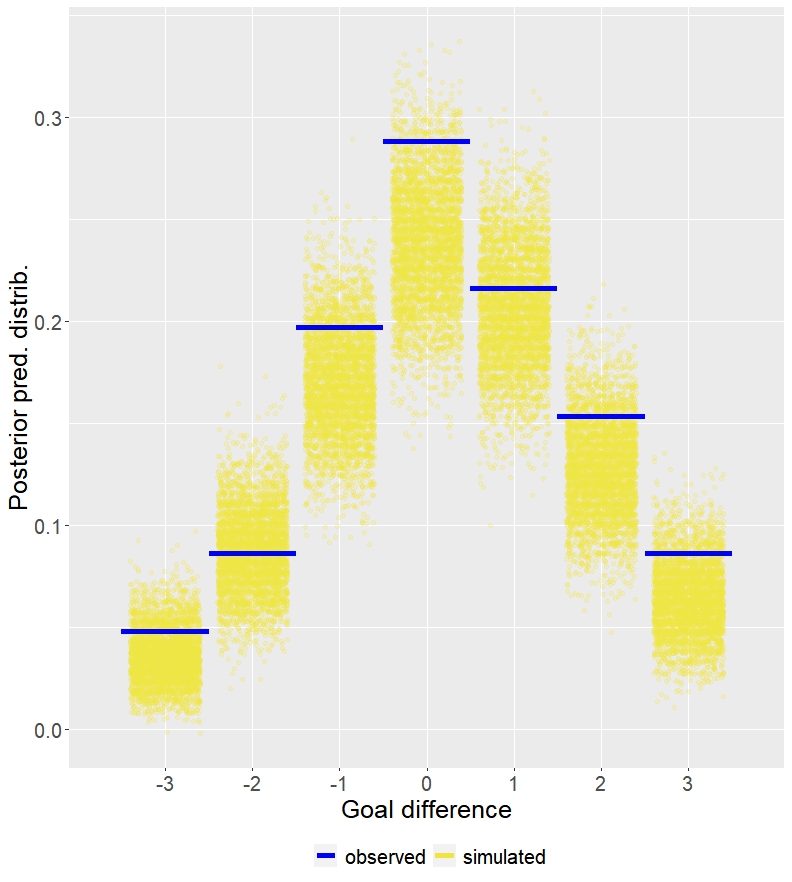 Posterior pred. distrib.
0.3
0.2
0.1
0.0
-3 -2 -1 0 1 2 3
Goal difference
observed simulated